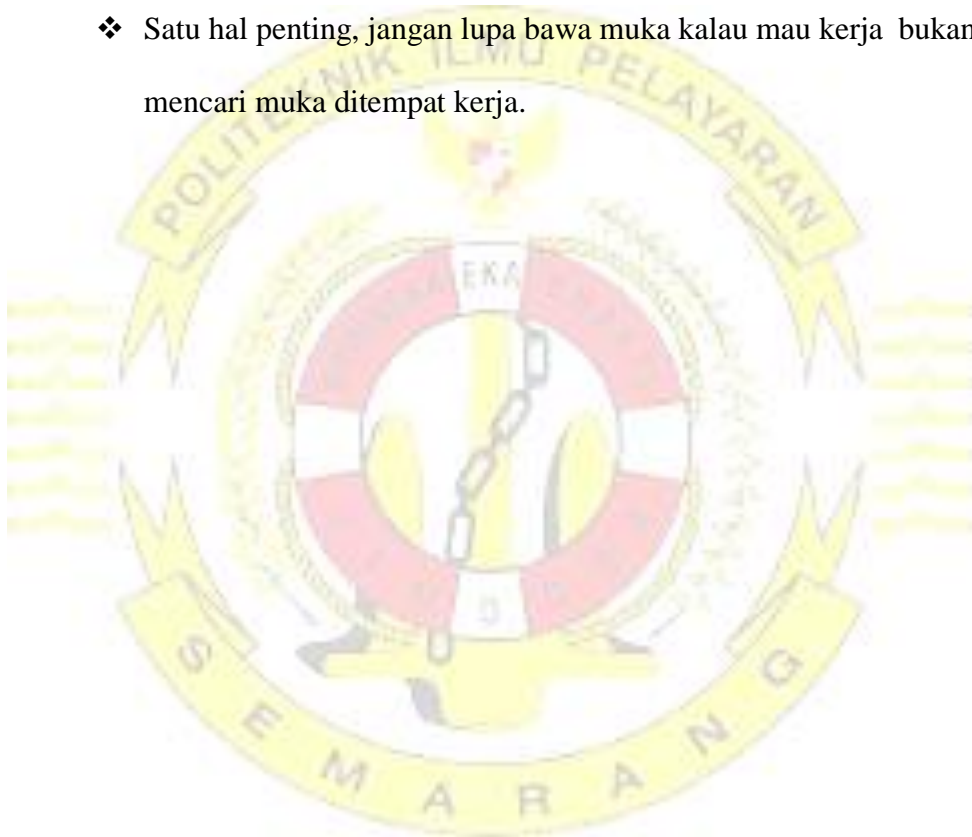 ❖ Satu hal penting, jangan lupa bawa muka kalau mau kerja bukan
mencari muka ditempat kerja.
POLITEKNIK ILMU PELAYARAN
EKA
SEMARANG